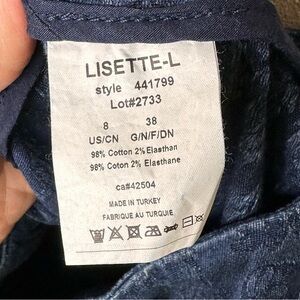 LISETTE-L
style 441799
Lot#2733
8 38
US/CN G/N/F/DN
98% Cotton 2% Elasthan
98% Coton 2% Elasthane
ca#42504
MADE IN TURKEY
FABRIQUE AU TURQUIE